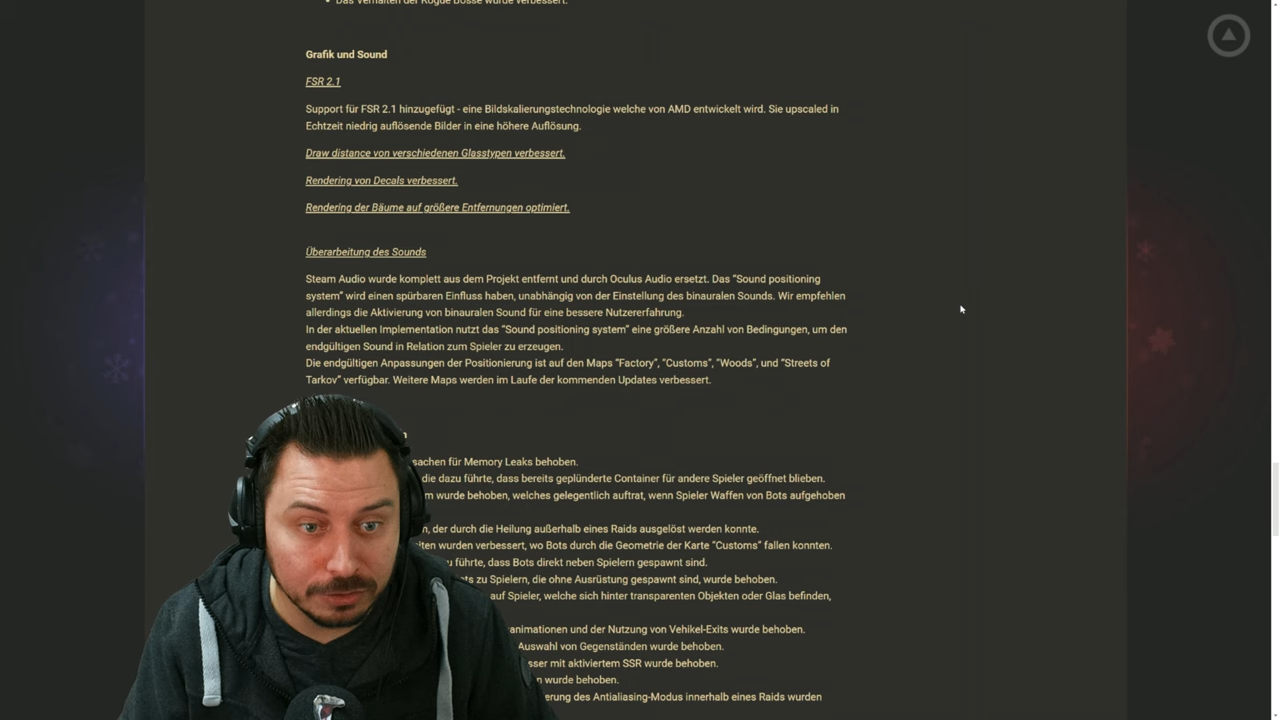 Das Verhalten der Rogue Bosse wurde verbessert.
Grafik und Sound
FSR 2.1
Support für FSR 2.1 hinzugefügt - eine Bildskalierungstechnologie welche von AMD entwickelt wird. Sie upscaled in
Echtzeit niedrig auflösende Bilder in eine höhere Auflösung.
Draw distance von verschiedenen Glasstypen verbessert.
Rendering von Decals verbessert.
Rendering der Bäume auf größere Entfernungen optimiert.
Überarbeitung des Sounds
Steam Audio wurde komplett aus dem Projekt entfernt und durch Oculus Audio ersetzt. Das “Sound positioning
system” wird einen spürbaren Einfluss haben, unabhängig von der Einstellung des binauralen Sounds. Wir empfehlen
allerdings die Aktivierung von binauralen Sound für eine bessere Nutzererfahrung.
In der aktuellen Implementation nutzt das “Sound positioning system” eine größere Anzahl von Bedingungen, um den
endgültigen Sound in Relation zum Spieler zu erzeugen.
Die endgültigen Anpassungen der Positionierung ist auf den Maps “Factory”, “Customs”, “Woods”, und “Streets of
Tarkov” verfügbar. Weitere Maps werden im Laufe der kommenden Updates verbessert.
sachen für Memory Leaks behoben.
die dazu führte, dass bereits geplünderte Container für andere Spieler geöffnet blieben.
m wurde behoben, welches gelegentlich auftrat, wenn Spieler Waffen von Bots aufgehoben
n, der durch die Heilung außerhalb eines Raids ausgelöst werden konnte.
iten wurden verbessert, wo Bots durch die Geometrie der Karte “Customs” fallen konnten.
u führte, dass Bots direkt neben Spielern gespawnt sind.
ts zu Spielern, die ohne Ausrüstung gespawnt sind, wurde behoben.
auf Spieler, welche sich hinter transparenten Objekten oder Glas befinden,
animationen und der Nutzung von Vehikel-Exits wurde behoben.
Auswahl von Gegenständen wurde behoben.
sser mit aktiviertem SSR wurde behoben.
n wurde behoben.
erung des Antialiasing-Modus innerhalb eines Raids wurden